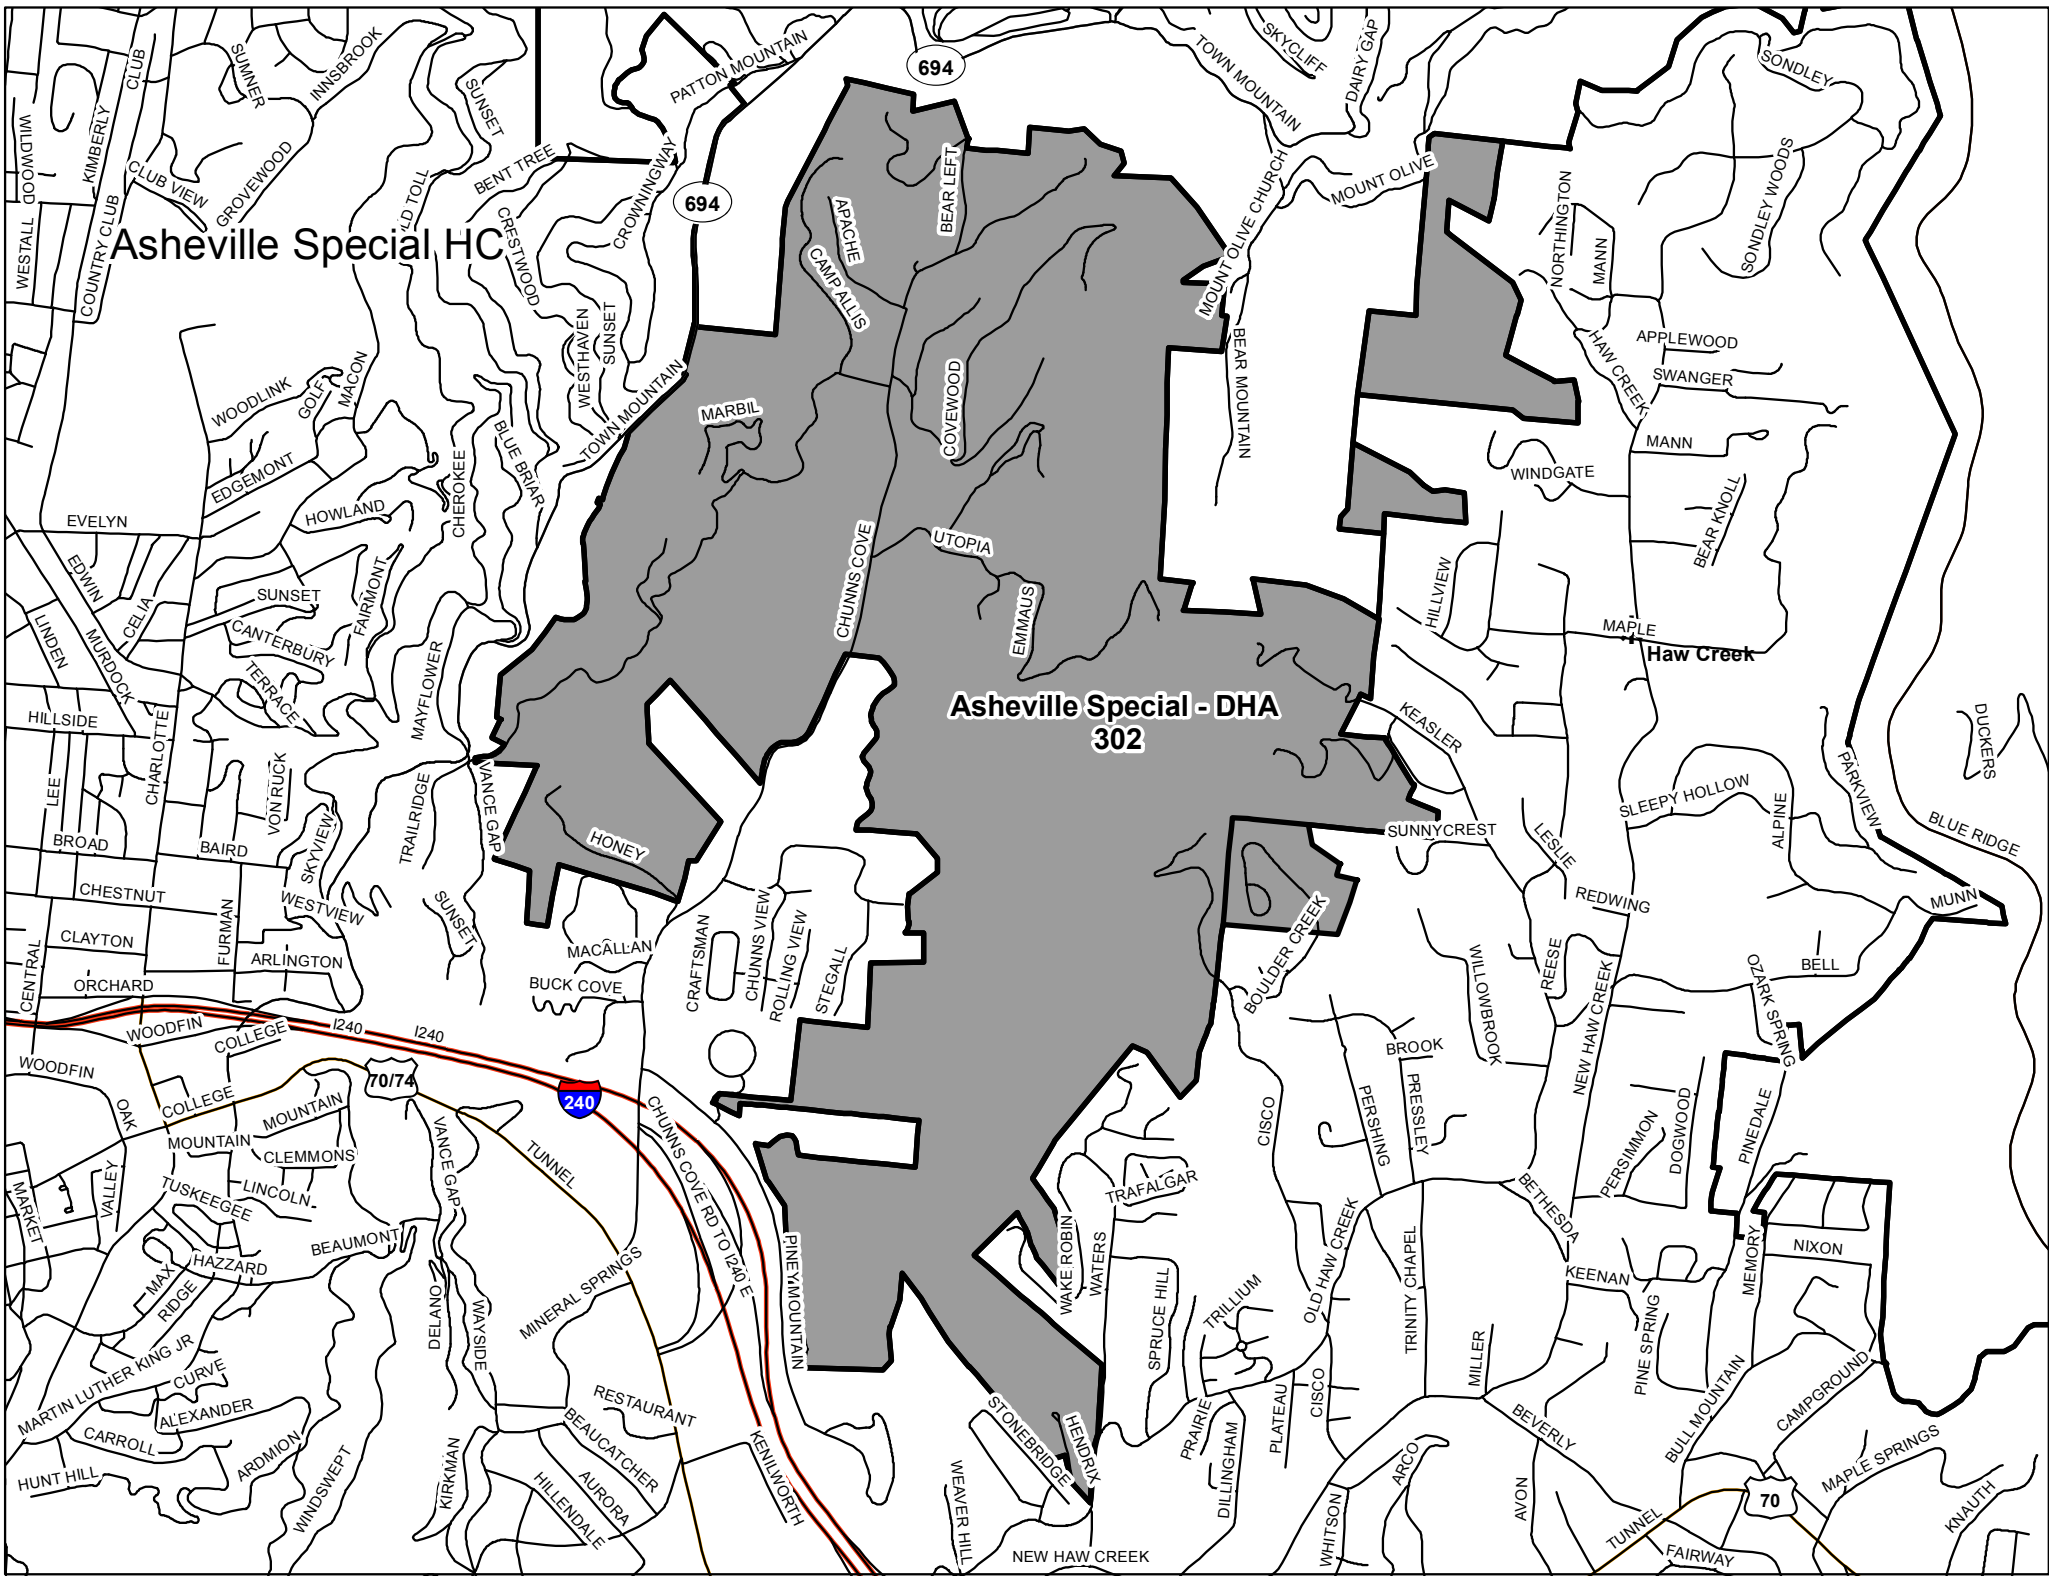 694
PATTON MOUNTAIN
TOWN MOUNTAIN
SKYCLIFF
DAIRY GAP
SONDLEY
CLUB
SUMNER
INNSBROOK
SUNSET
WILDWOOD
KIMBERLY
CLUB VIEW
GROVEWOOD
BENT TREE
CROWNINGWAY
694
BEAR LEFT
MOUNT OLIVE CHURCH
MOUNT OLIVE
NORTHINGTON
MANN
SONDLEY WOODS
WESTALL
COUNTRY CLUB
Asheville Special HC
LD TOLL
CRESTWOOD
APACHE
CAMP ALLIS
WESTHAVEN
SUNSET
BEAR MOUNTAIN
HAW CREEK
APPLEWOOD
SWANGER
MANN
WOODLINK
GOLF
MACON
TOWN MOUNTAIN
MARBIL
COVEWOOD
WINDGATE
BEAR KNOLL
EDGEMONT
HOWLAND
CHEROKEE
BLUE BRIAR
EVELYN
EDWIN
CELIA
SUNSET
FAIRMONT
CANTERBURY
CHUNNS COVE
UTOPIA
EMMAUS
HILLVIEW
MAPLE
Haw Creek
LINDEN
MURDOCK
TERRACE
MAYFLOWER
Asheville Special - DHA
302
KEASLER
HILLSIDE
CHARLOTTE
LEE
VON RUCK
TRAILRIDGE
VANCE GAP
SLEEPY HOLLOW
ALPINE
PARKVIEW
DUCKERS
BLUE RIDGE
BROAD
BAIRD
SKYVIEW
HONEY
SUNNYCREST
LESLIE
CHESTNUT
WESTVIEW
SUNSET
REDWING
MUNN
CLAYTON
FURMAN
ARLINGTON
CENTRAL
ORCHARD
MACALLAN
BUCK COVE
CRAFTSMAN
CHUNNS VIEW
ROLLING VIEW
STEGALL
BOULDER CREEK
WILLOWBROOK
REESE
NEW HAW CREEK
BELL
OZARK SPRING
I240
I240
WOODFIN
COLLEGE
WOODFIN
70/74
240
OAK
COLLEGE
MOUNTAIN
MOUNTAIN
CLEMMONS
VANCE GAP
TUNNEL
CHUNNS COVE RD TO I240 E
CISCO
PERSHING
BROOK
PRESSLEY
PERSIMMON
DOGWOOD
PINEDALE
MARKET
VALLEY
TUSKEGEE
LINCOLN
BEAUMONT
HAZZARD
MAX
RIDGE
DELANO
WAYSIDE
MINERAL SPRINGS
PINEY MOUNTAIN
TRAFALGAR
WAKE ROBIN
WATERS
SPRUCE HILL
TRILLIUM
OLD HAW CREEK
TRINITY CHAPEL
BETHESDA
KEENAN
MEMORY
NIXON
MARTIN LUTHER KING JR
CURVE
ALEXANDER
CARROLL
HUNT HILL
ARDMION
WINDSWEPT
KIRKMAN
RESTAURANT
BEAUCATCHER
AURORA
HILLENDALE
KENILWORTH
STONEBRIDGE
HENDRIX
WEAVER HILL
NEW HAW CREEK
PRAIRIE
DILLINGHAM
PLATEAU
CISCO
MILLER
PINE SPRING
BULL MOUNTAIN
CAMPGROUND
BEVERLY
ARCO
WHITSON
AVON
TUNNEL
FAIRWAY
70
MAPLE SPRINGS
KNAUTH